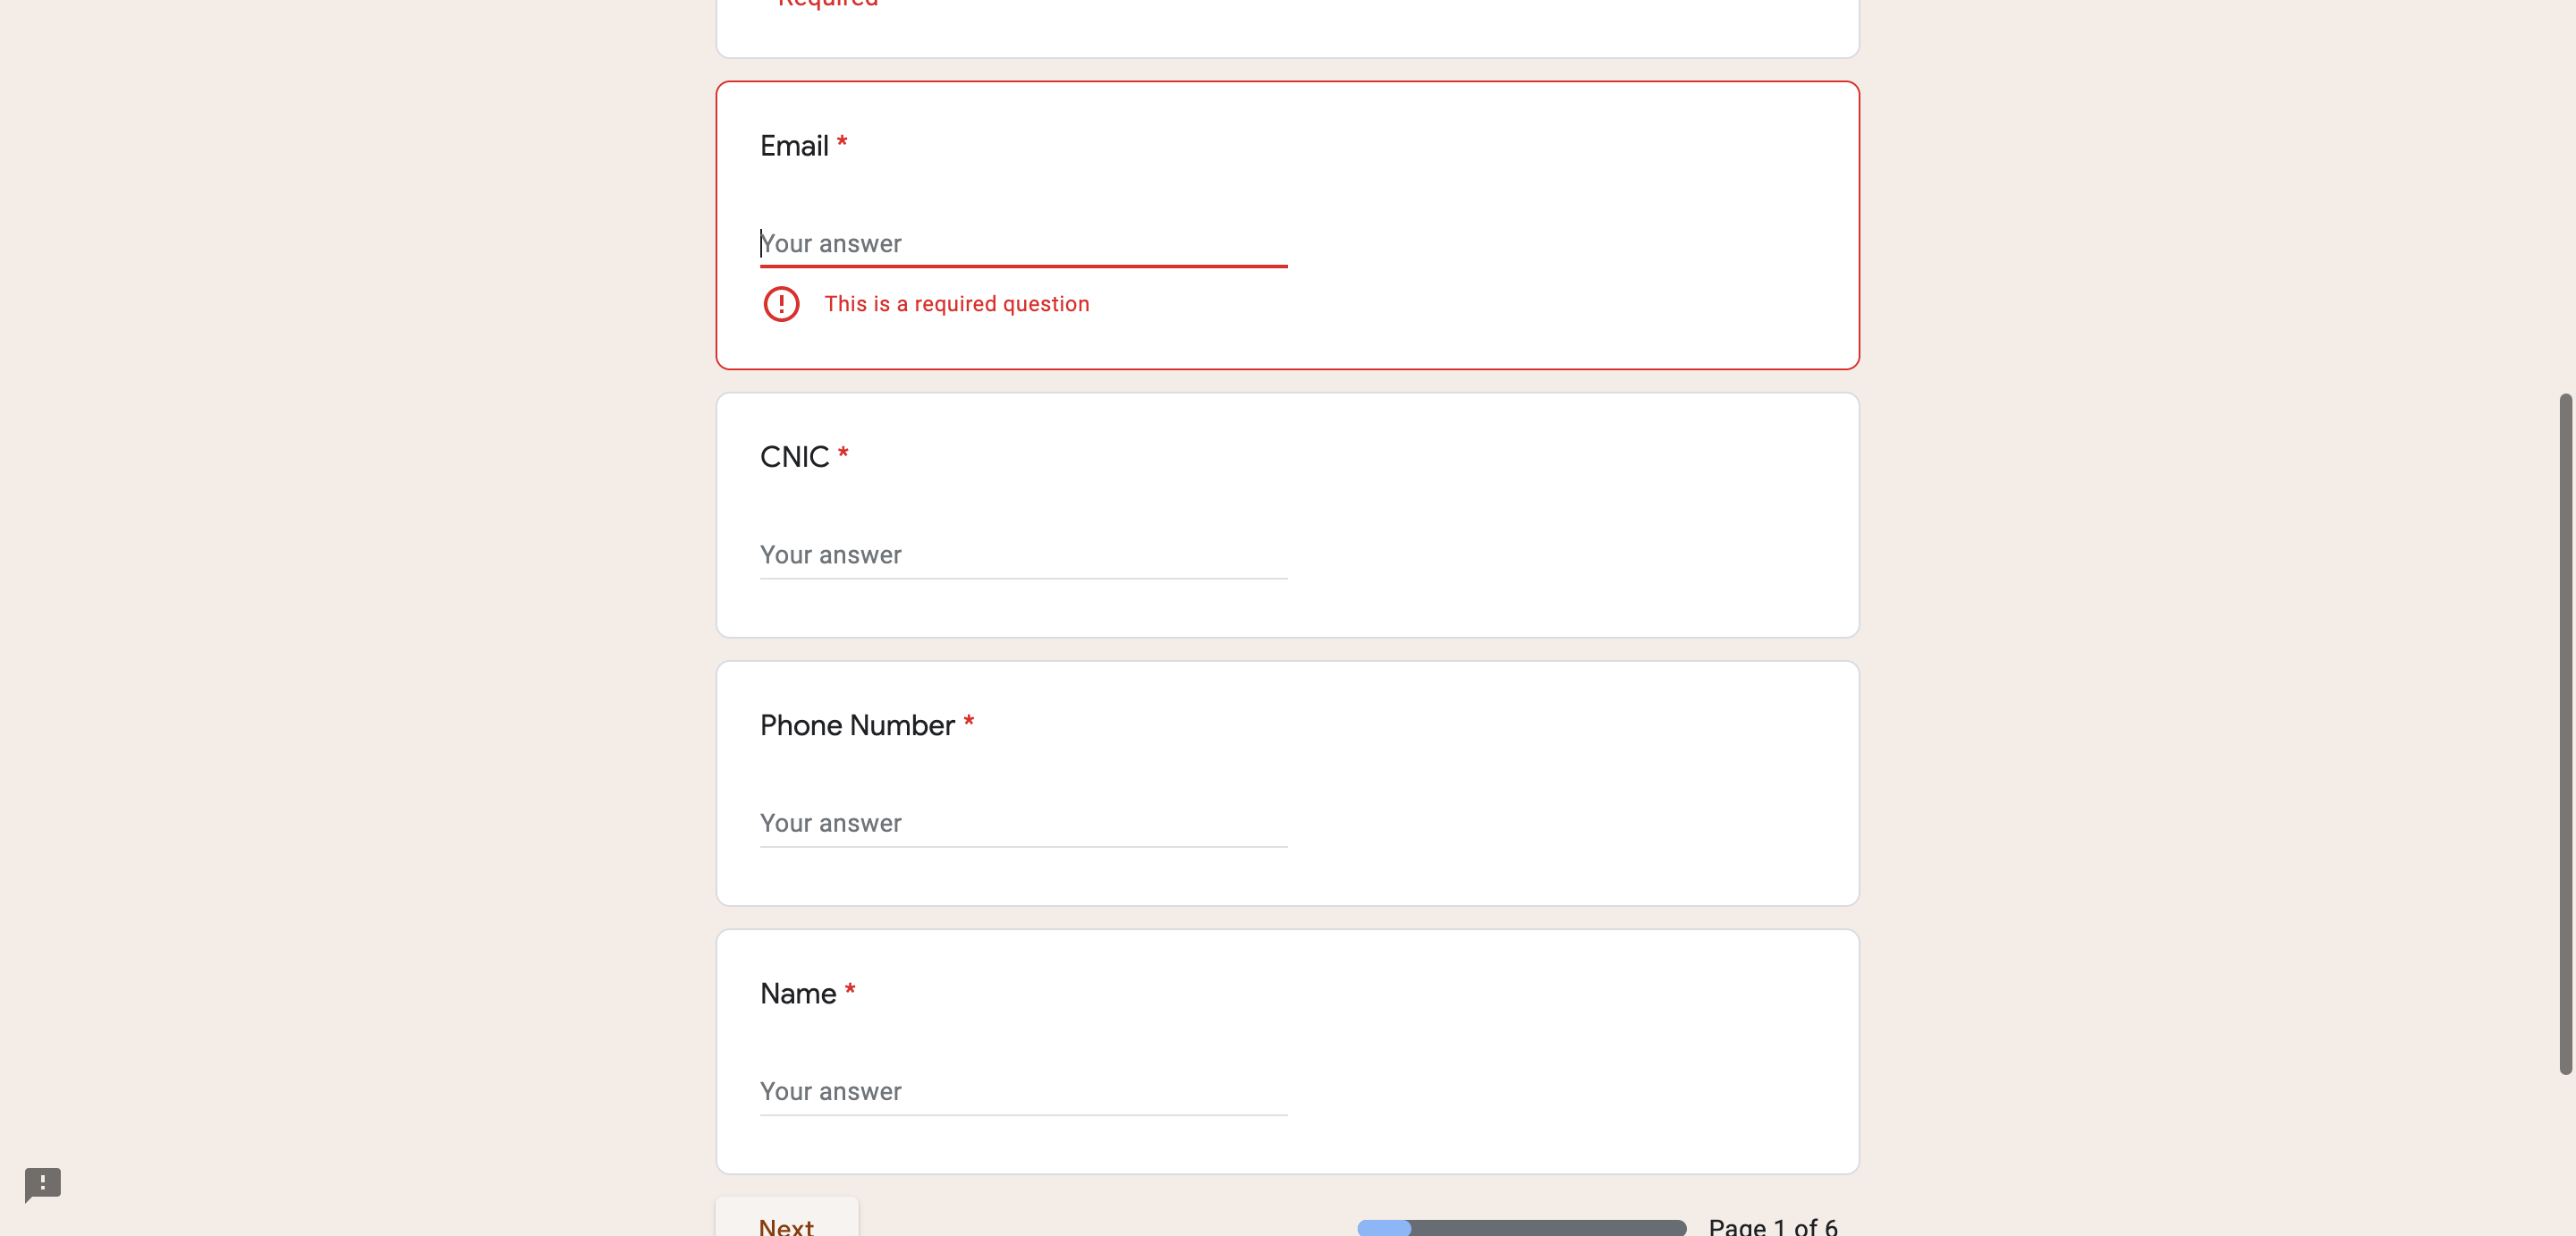 Required
Email *
Your answer
This is a required question
CNIC *
Your answer
Phone Number *
Your answer
Name *
Your answer
Next
Page 1 of 6